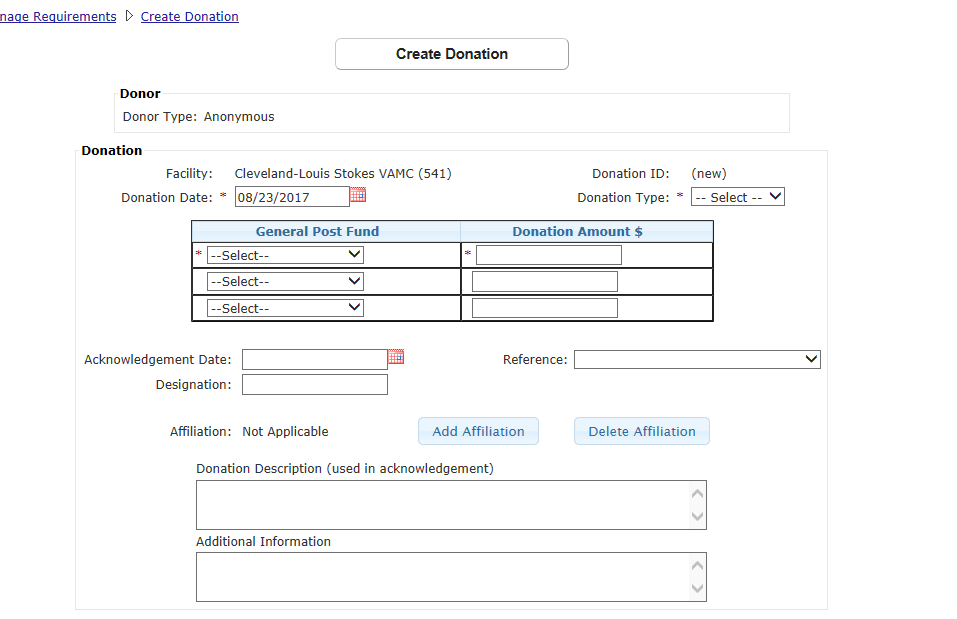 nage Requirements Create Donation
Create Donation
Donor
Donor Type: Anonymous
Donation
Facility: Cleveland-Louis Stokes VAMC (541) Donation ID: (new)
Donation Date: * 08/23/2017 Donation Type: * -- Select --
General Post Fund Donation Amount $
* --Select-- *
--Select--
--Select--
Acknowledgement Date: Reference:
Designation:
Affiliation: Not Applicable Add Affiliation Delete Affiliation
Donation Description (used in acknowledgement)
Additional Information